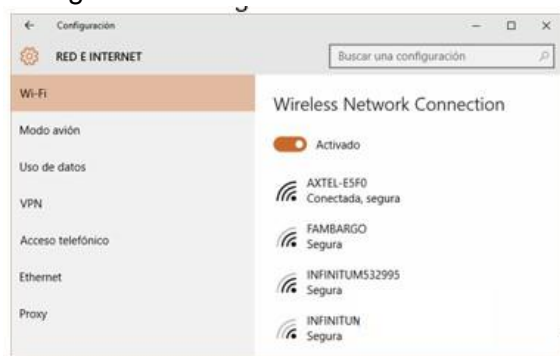 Configuración
RED E INTERNET
Buscar una configuración
Wi-Fi
Modo avión
Uso de datos
VPN
Acceso telefónico
Ethernet
Proxy
Wireless Network Connection
Activado
AXTEL-E5F0
Conectada, segura
FAMBARGO
Segura
INFINITUM532995
Segura
INFINITUN
Segura